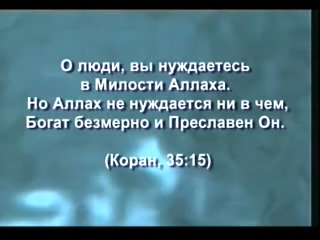 О люди, вы нуждаетесь
в Милости Аллаха.
Но Аллах не нуждается ни в чем,
Богат безмерно и Преславен Он.
(Коран, 35:15)